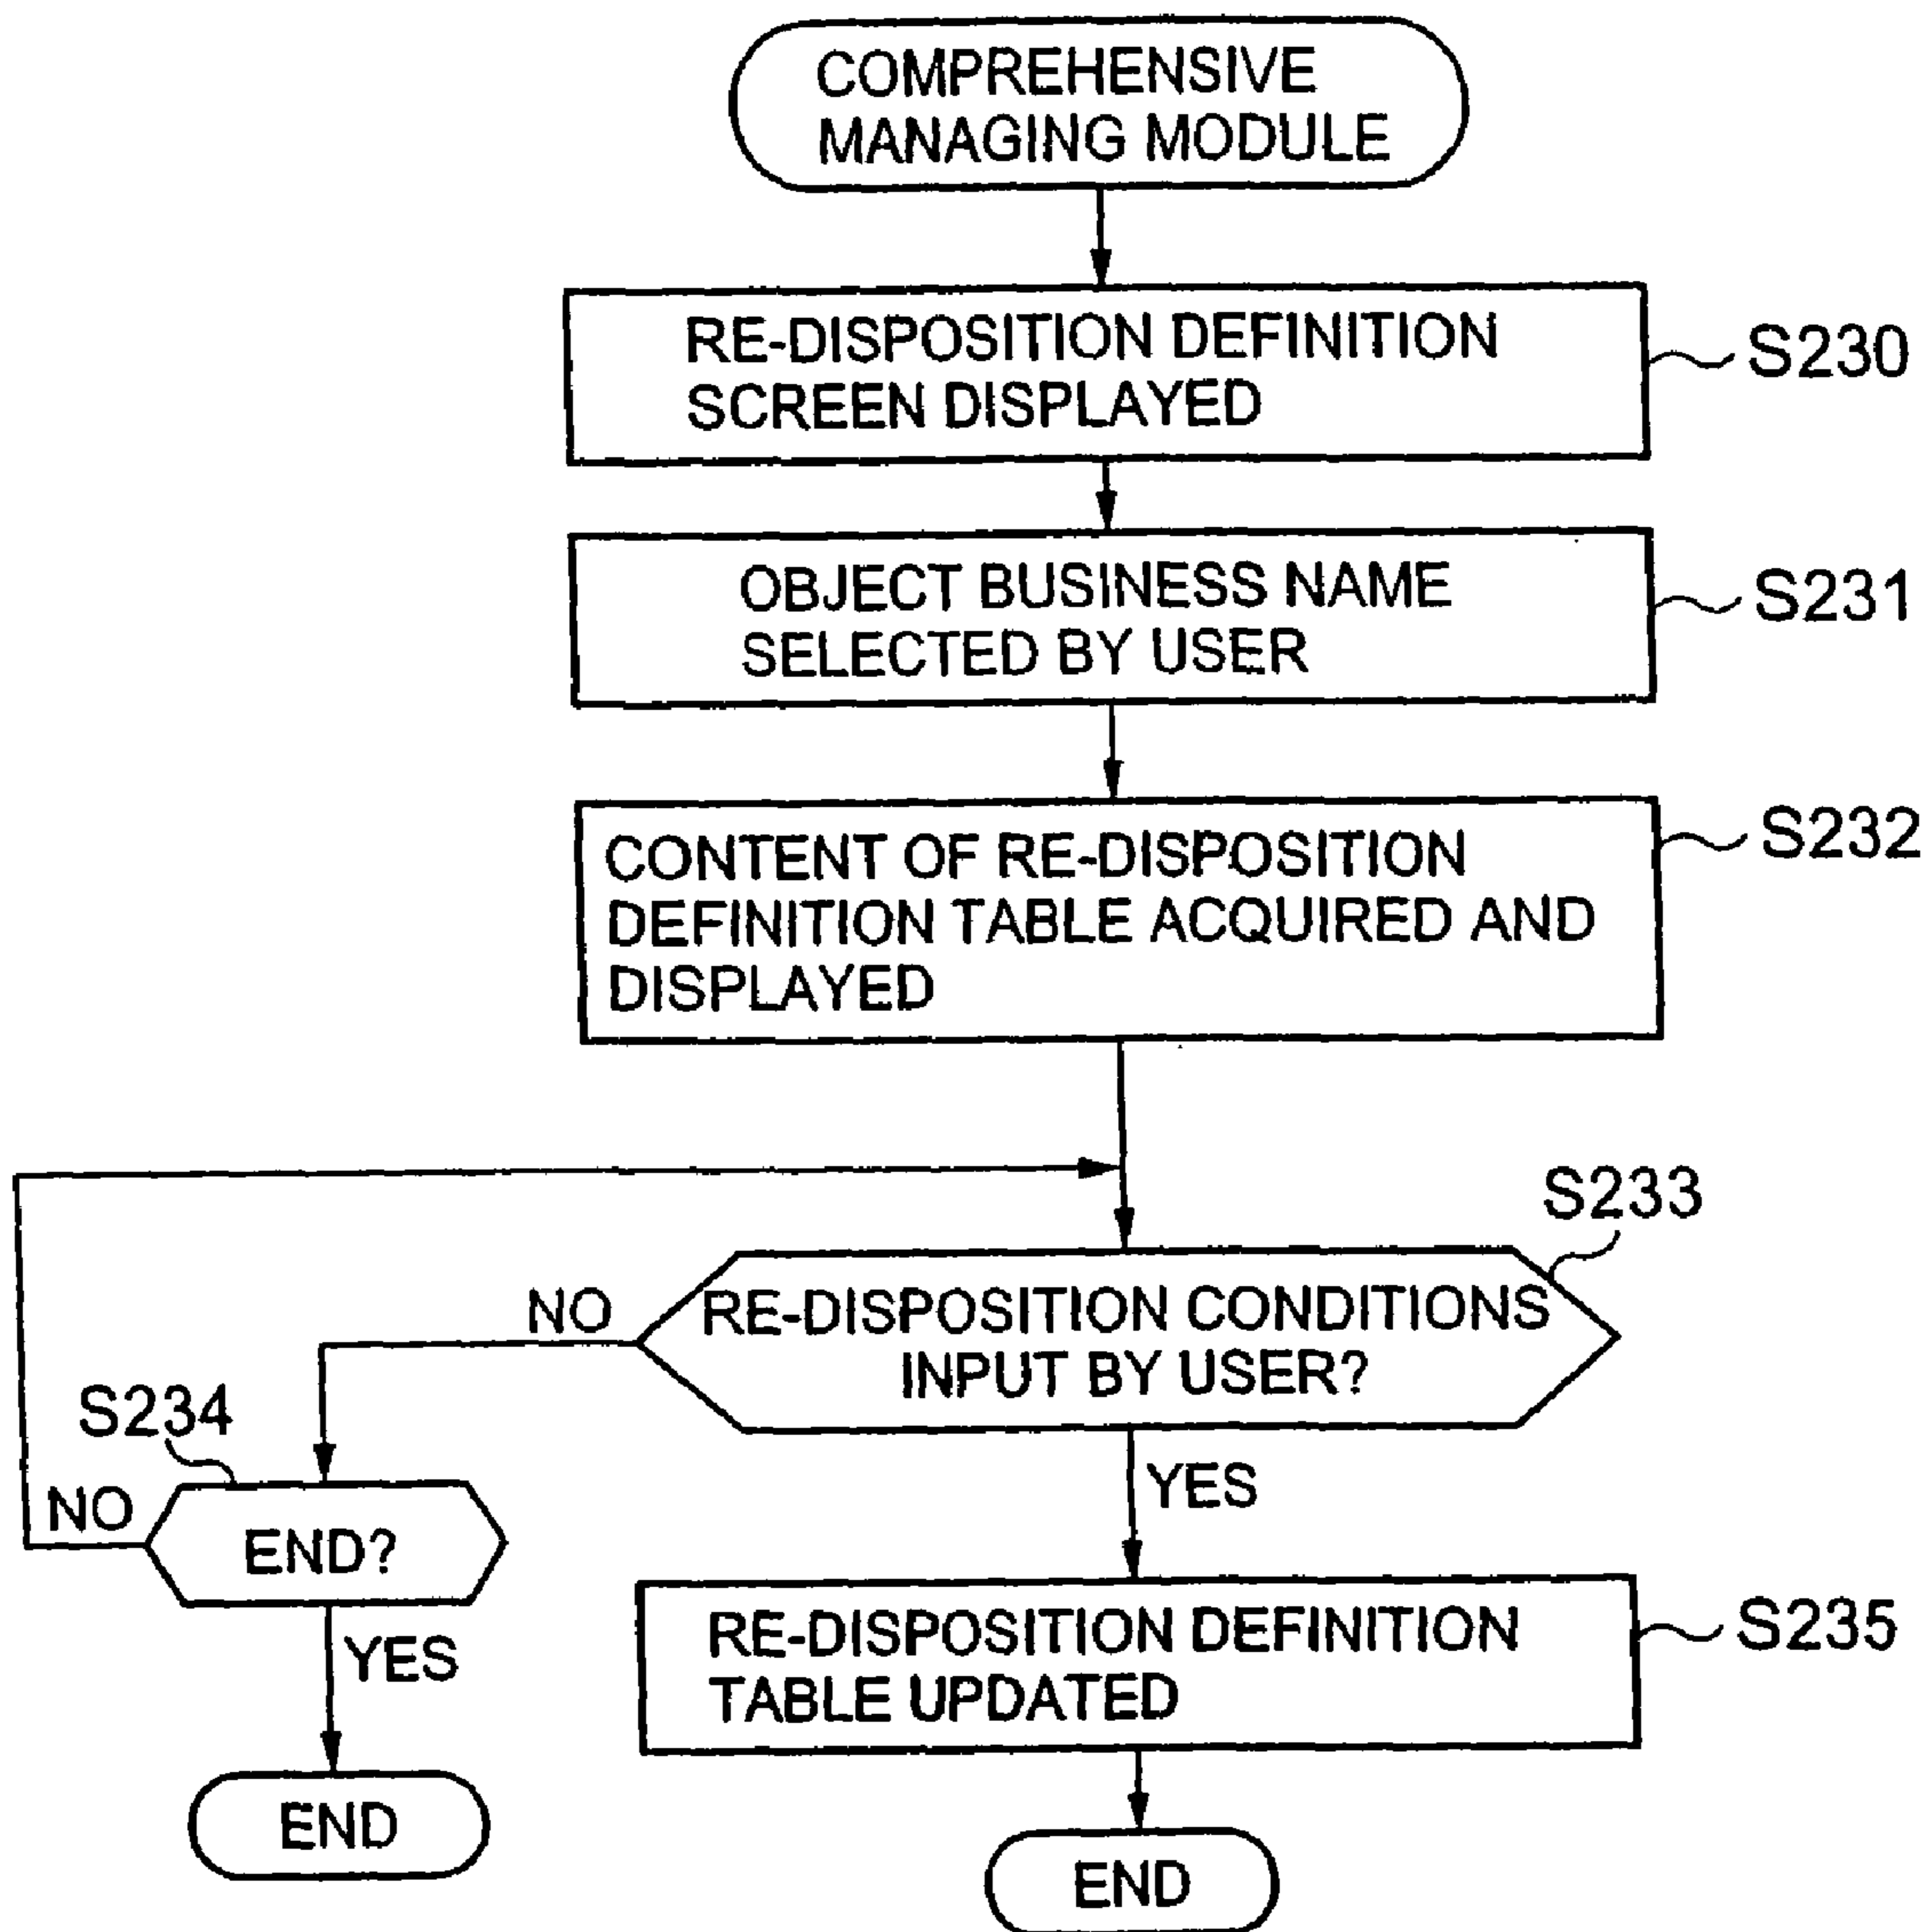 COMPREHENSIVE
MANAGING MODULE
RE-DISPOSITION DEFINITION
SCREEN DISPLAYED
S230
OBJECT BUSINESS NAME
SELECTED BY USER
S231
CONTENT OF RE-DISPOSITION
DEFINITION TABLE ACQUIRED AND
DISPLAYED
S232
S233
RE-DISPOSITION CONDITIONS
INPUT BY USER?
NO
S234
NO
END?
YES
YES
RE-DISPOSITION DEFINITION
TABLE UPDATED
S235
END
END